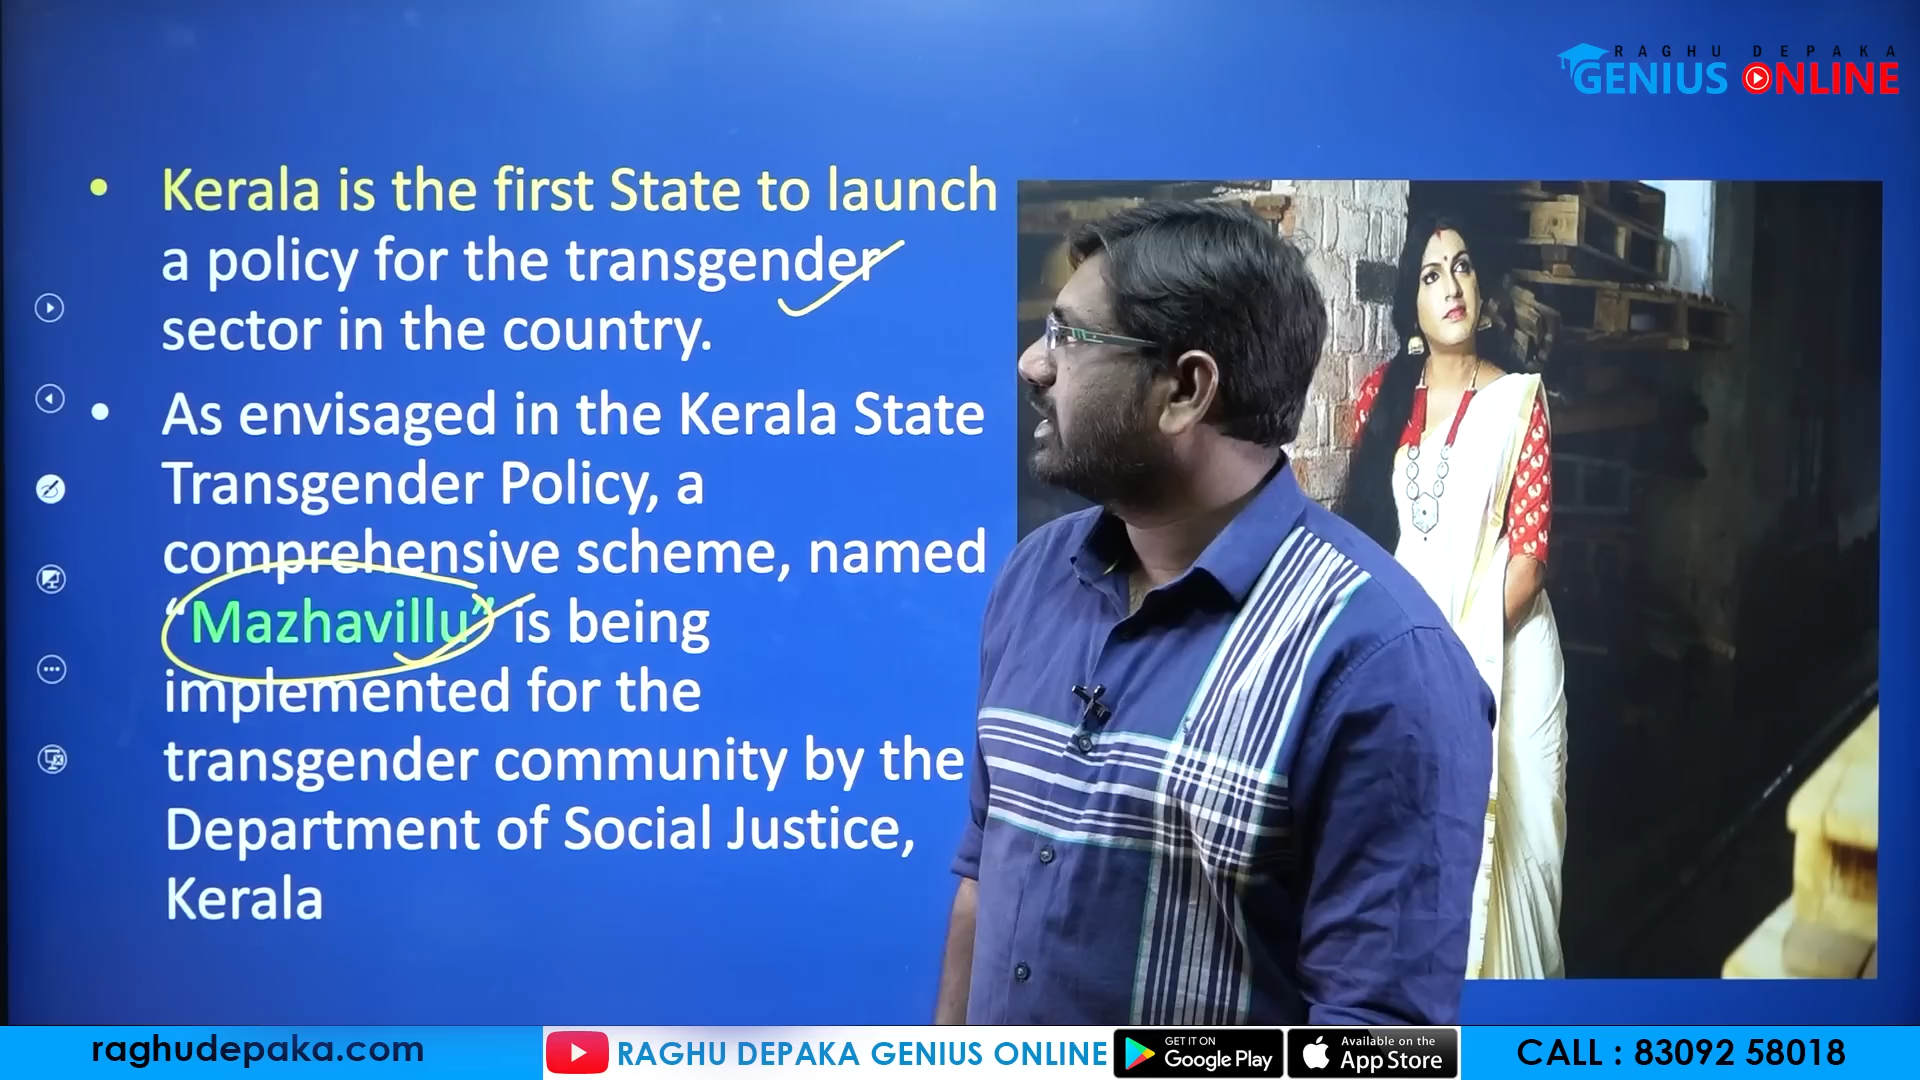 RAGHU DEPAKA
GENIUS ONLINE
• Kerala is the first State to launch
a policy for the transgender
sector in the country.
• As envisaged in the Kerala State
Transgender Policy, a
comprehensive scheme, named
“Mazhavillu” is being
implemented for the
transgender community by the
Department of Social Justice,
Kerala
raghudepaka.com
RAGHU DEPAKA GENIUS ONLINE
GET IT ON
Google Play
Available on the
App Store
CALL : 83092 58018